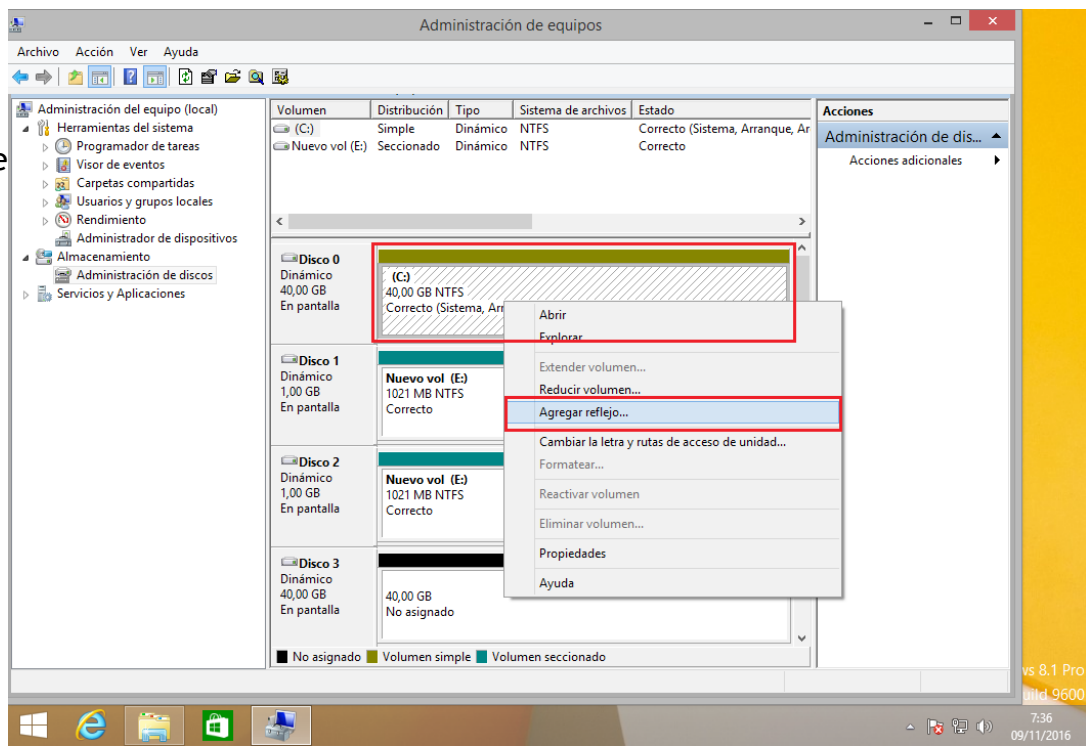 Administración de equipos
Archivo Acción Ver Ayuda
e
Administración del equipo (local)
Herramientas del sistema
Programador de tareas
Visor de eventos
Carpetas compartidas
Usuarios y grupos locales
Rendimiento
Administrador de dispositivos
Almacenamiento
Administración de discos
Servicios y Aplicaciones
Volumen Distribución Tipo Sistema de archivos Estado
(C:) Simple Dinámico NTFS Correcto (Sistema, Arranque, Ar
Nuevo vol (E:) Seccionado Dinámico NTFS Correcto
Disco 0
Dinámico
40,00 GB
En pantalla
(C:)
40,00 GB NTFS
Correcto (Sistema, Arr
Disco 1
Dinámico
1,00 GB
En pantalla
Nuevo vol (E:)
1021 MB NTFS
Correcto
Disco 2
Dinámico
1,00 GB
En pantalla
Nuevo vol (E:)
1021 MB NTFS
Correcto
Disco 3
Dinámico
40,00 GB
En pantalla
40,00 GB
No asignado
No asignado Volumen simple Volumen seccionado
Abrir
Explorar
Extender volumen...
Reducir volumen...
Agregar reflejo...
Cambiar la letra y rutas de acceso de unidad...
Formatear...
Reactivar volumen
Eliminar volumen...
Propiedades
Ayuda
Acciones
Administración de dis...
Acciones adicionales
vs 8.1 Pro
uild 9600
7:36
09/11/2016